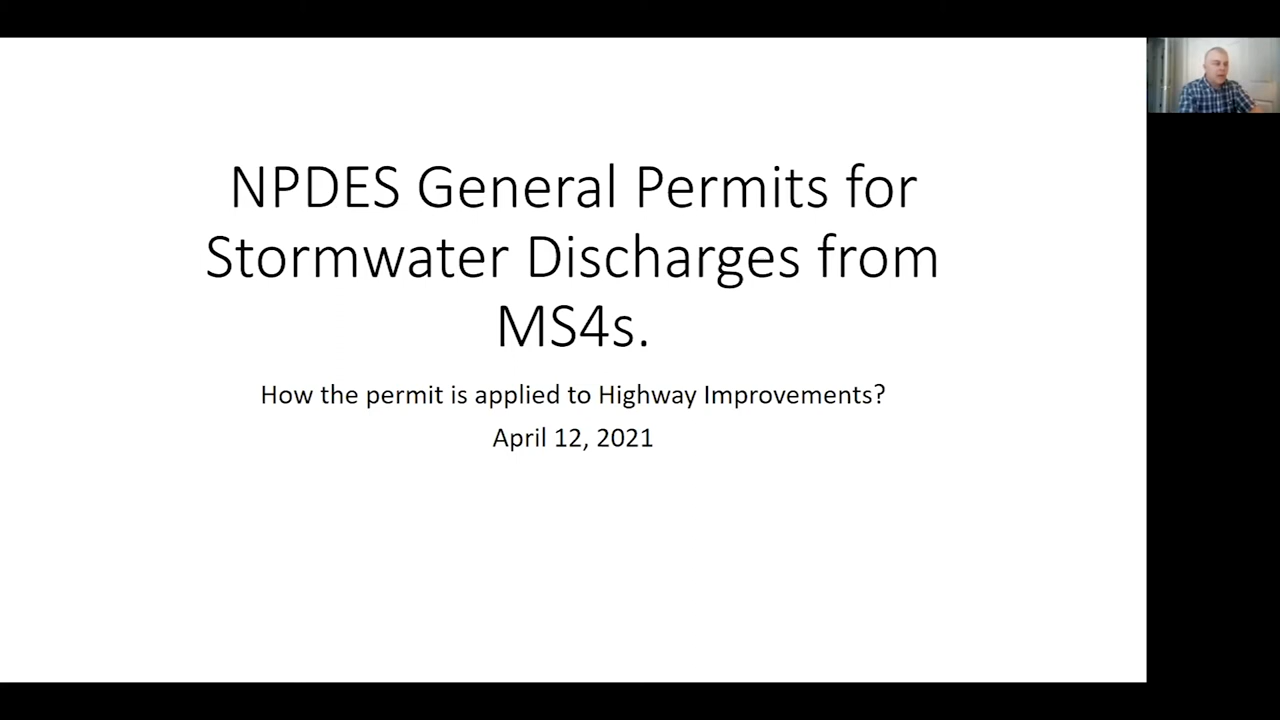 NPDES General Permits for
Stormwater Discharges from
MS4s.
How the permit is applied to Highway Improvements?
April 12, 2021